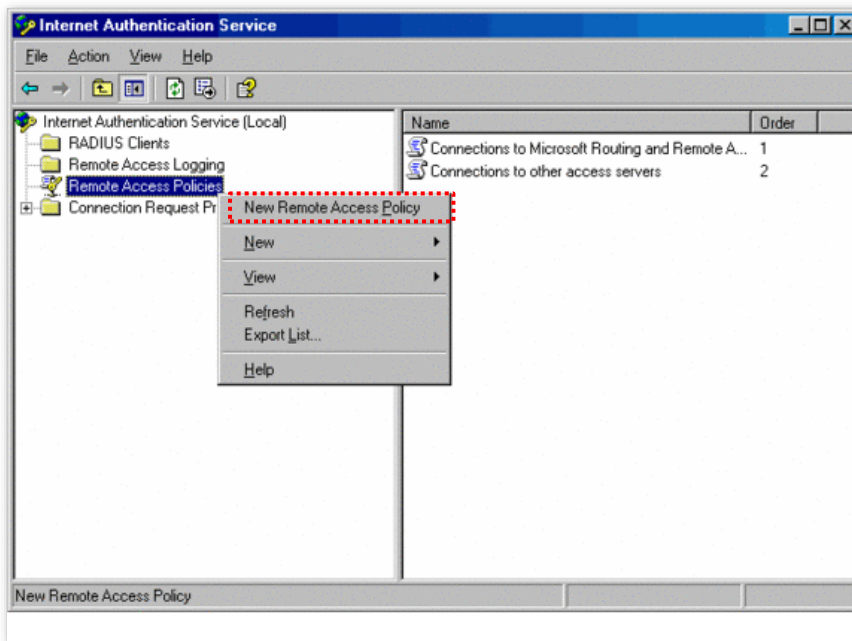 Internet Authentication Service
File Action View Help
Internet Authentication Service (Local)
RADIUS Clients
Remote Access Logging
Remote Access Policies
Connection Request Pr
Name Order
Connections to Microsoft Routing and Remote A... 1
Connections to other access servers 2
New Remote Access Policy
New
View
Refresh
Export List...
Help
New Remote Access Policy